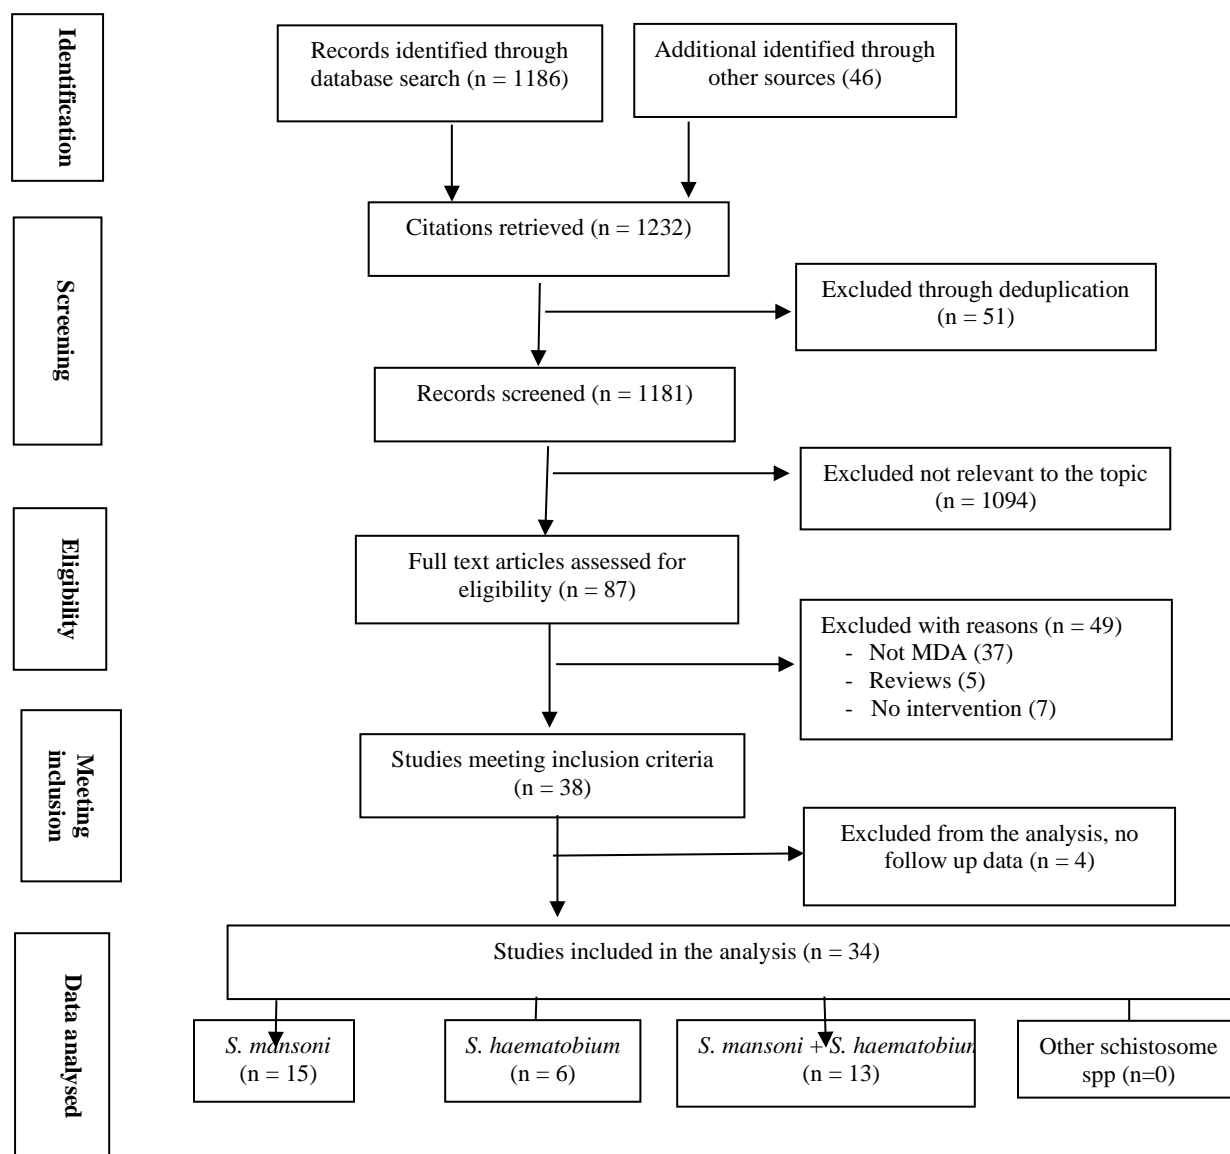 Identification
Records identified through
database search (n = 1186)
Additional identified through
other sources (46)
Screening
Citations retrieved (n = 1232)
Excluded through deduplication
(n = 51)
Records screened (n = 1181)
Excluded not relevant to the topic
(n = 1094)
Eligibility
Full text articles assessed for
eligibility (n = 87)
Excluded with reasons (n = 49)
- Not MDA (37)
- Reviews (5)
- No intervention (7)
Meeting
inclusion
Studies meeting inclusion criteria
(n = 38)
Excluded from the analysis, no
follow up data (n = 4)
Data analysed
Studies included in the analysis (n = 34)
S. mansoni
(n = 15)
S. haematobium
(n = 6)
S. mansoni + S. haematobium
(n = 13)
Other schistosome
spp (n=0)